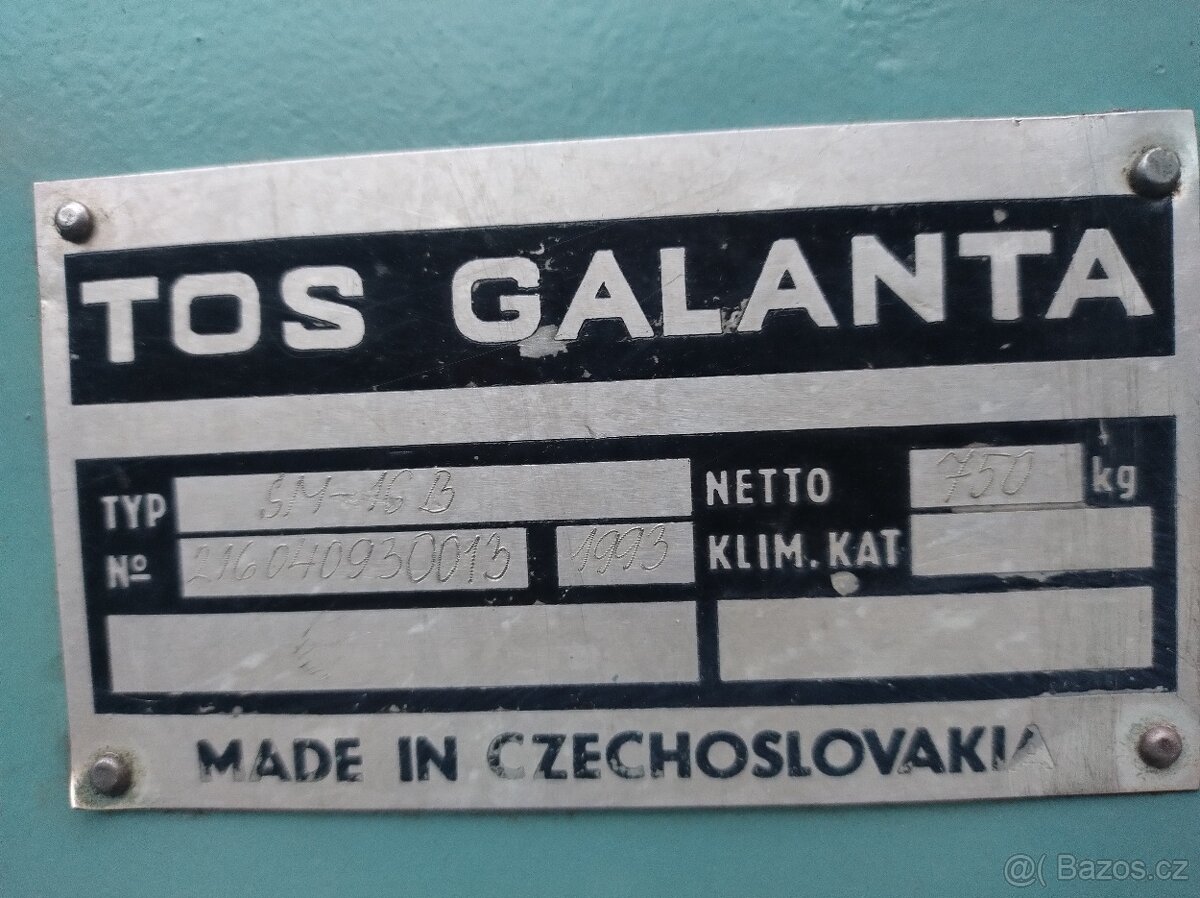 TOS GALANTA
TYP SM-16B NETTO 750 kg
Nº 216040930013 1993 KLIM. KAT
MADE IN CZECHOSLOVAKIA
@( Bazos.cz